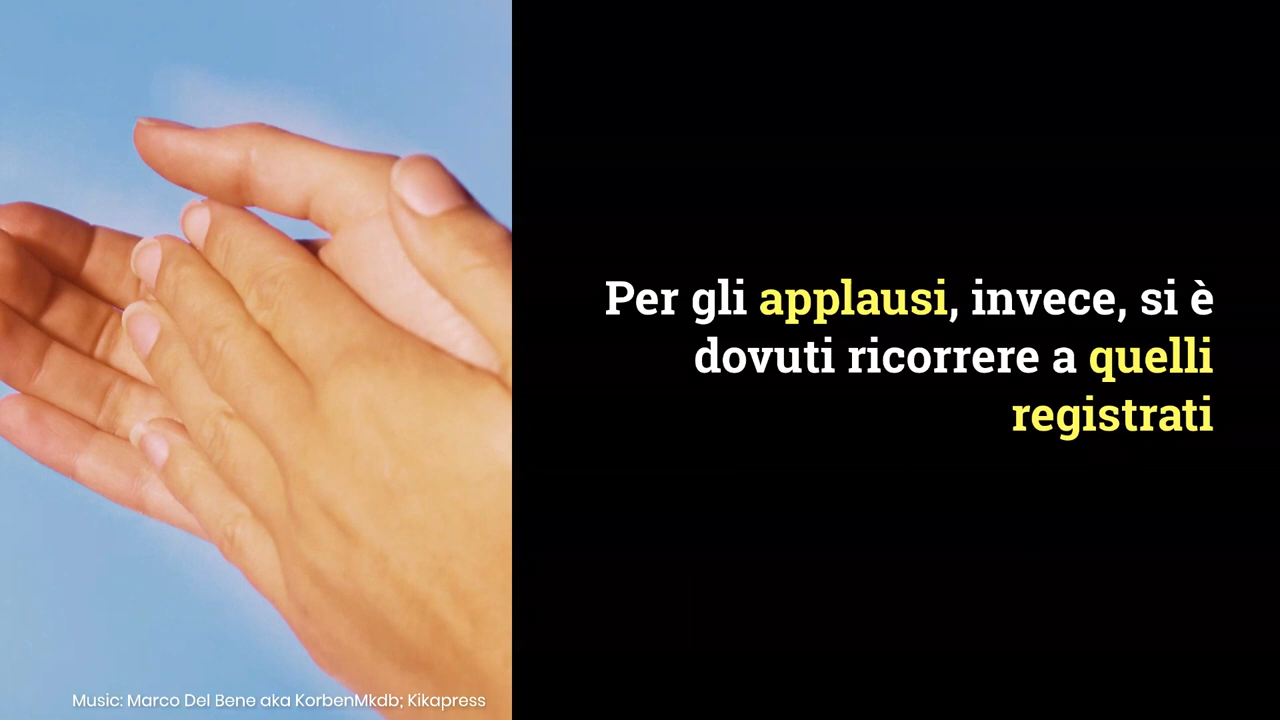 Per gli applausi, invece, si è
dovuti ricorrere a quelli
registrati
Music: Marco Del Bene aka KorbenMkdb; Kikapress